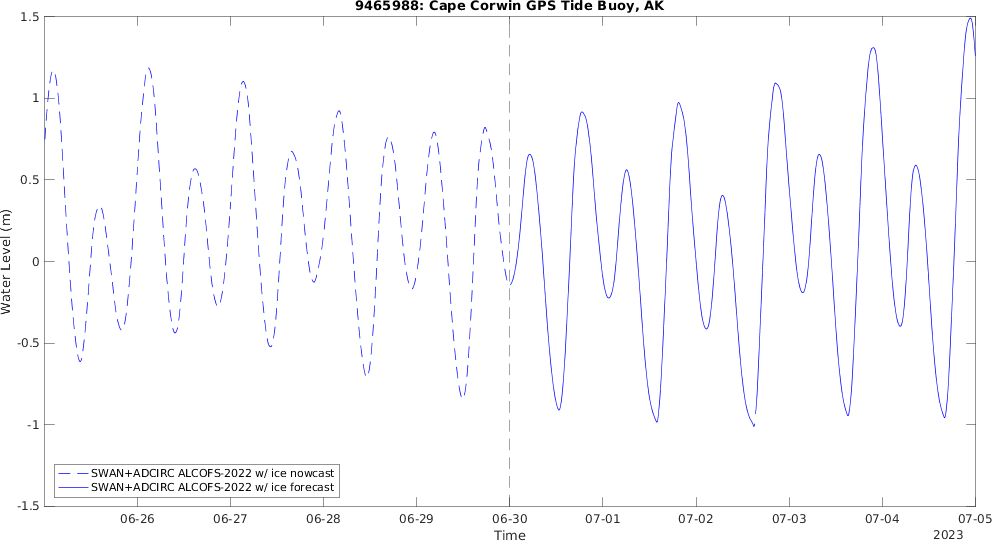 9465988: Cape Corwin GPS Tide Buoy, AK
1.5
1
0.5
0
-0.5
-1
-1.5
Water Level (m)
SWAN+ADCIRC ALCOFS-2022 w/ ice nowcast
SWAN+ADCIRC ALCOFS-2022 w/ ice forecast
06-26 06-27 06-28 06-29 06-30 07-01 07-02 07-03 07-04 07-05
Time
2023